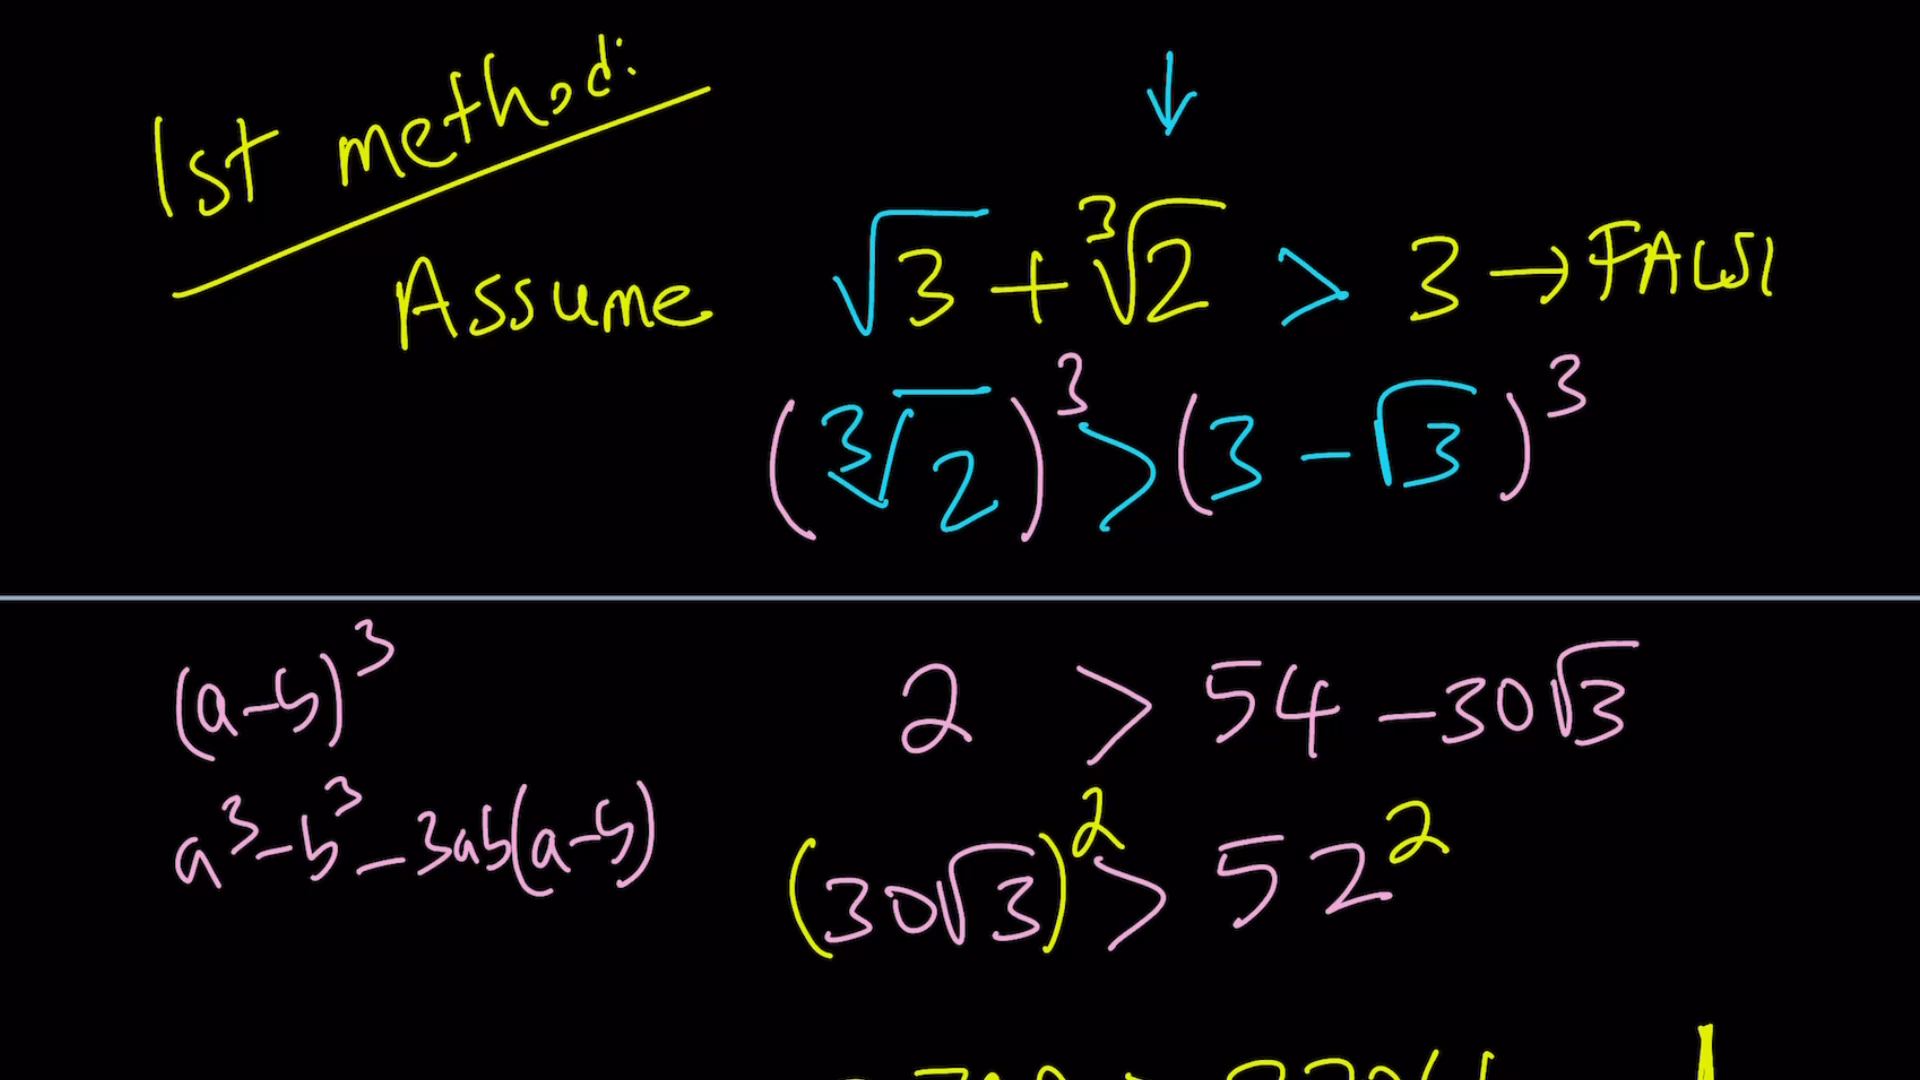 1st method:
Assume √3 + ∛2 > 3 → FALSE
(∛2)³ > (3 - √3)³
(a-b)³
2 > 54 - 30√3
a³ - b³ - 3ab(a-b)
(30√3)² > 52²